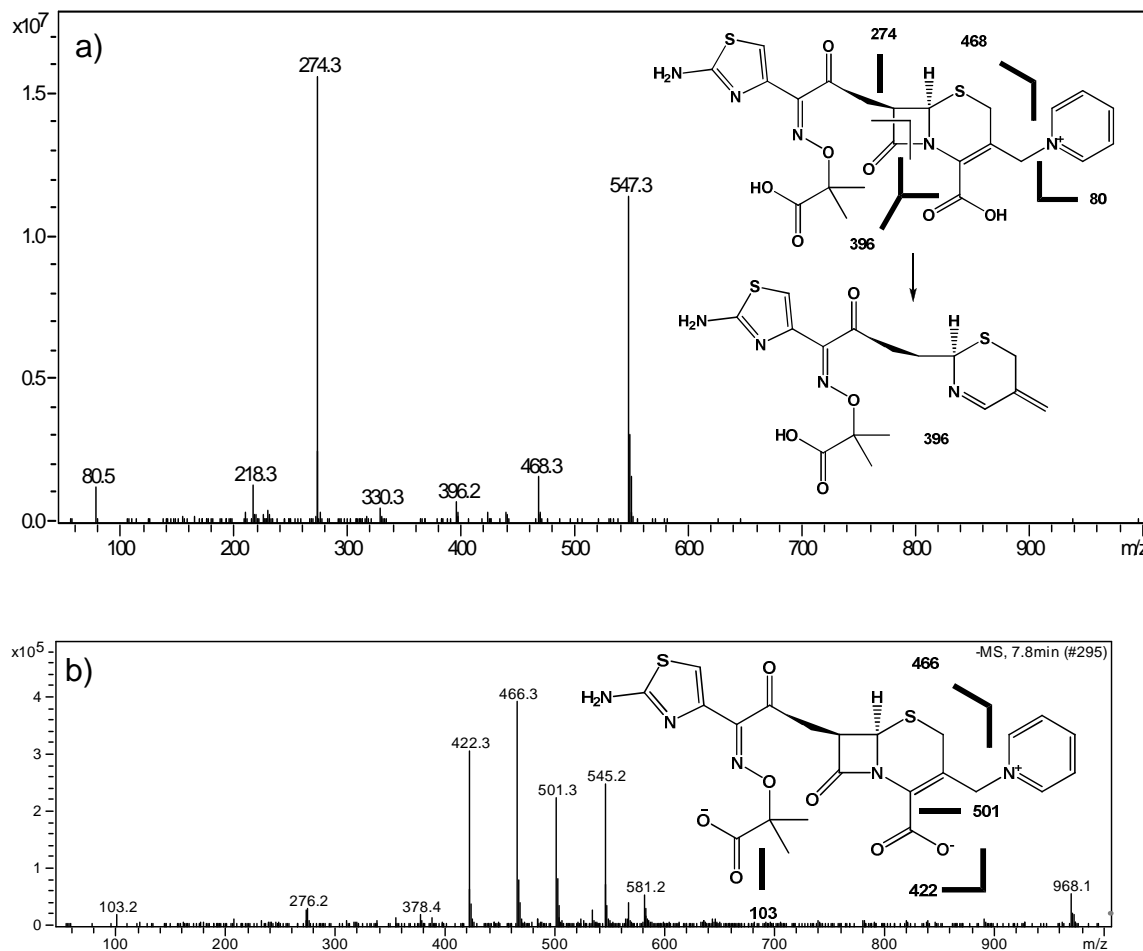 x10⁷
a)
274.3
547.3
80.5
218.3
330.3
396.2
468.3
1.5
1.0
0.5
0.0
100 200 300 400 500 600 700 800 900 m/z
274
468
396
80
S
H₂N
N
O
N
O
HO
O
H
S
N
O
O
OH
N⁺
S
H₂N
N
O
N
O
HO
O
H
S
N
396
x10⁵
b)
-MS, 7.8min (#295)
4
3
2
1
0
103.2
276.2
378.4
422.3
466.3
501.3
545.2
581.2
968.1
100 200 300 400 500 600 700 800 900 m/z
466
501
422
103
S
H₂N
N
O
N
O
O⁻
O
H
S
N
O
O
O⁻
N⁺